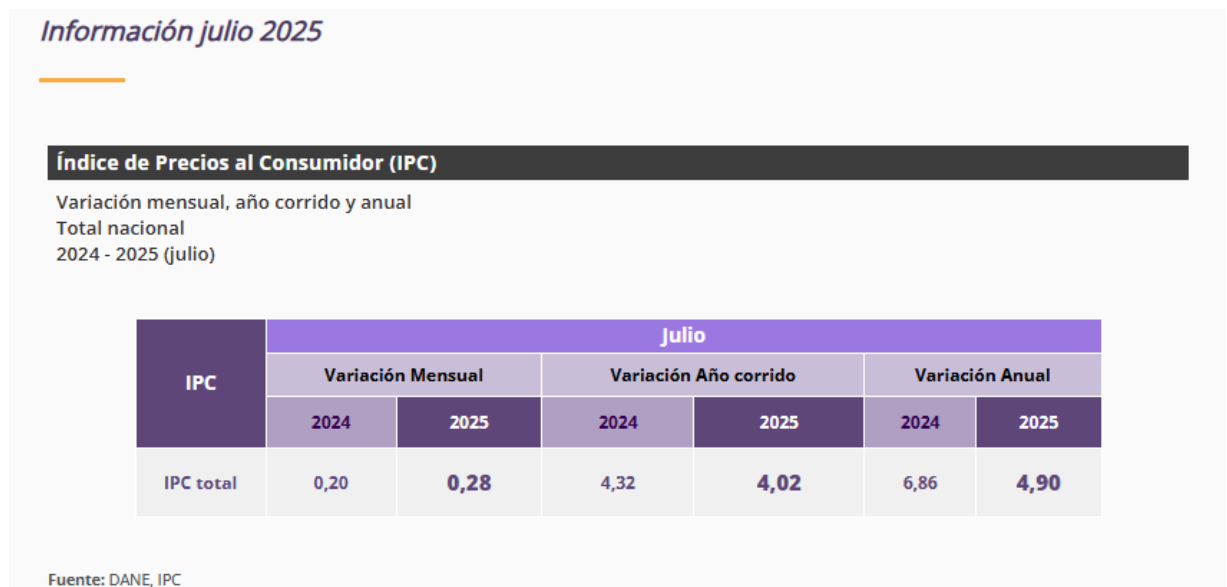 Información julio 2025
Índice de Precios al Consumidor (IPC)
Variación mensual, año corrido y anual
Total nacional
2024 - 2025 (julio)
IPC
Julio
Variación Mensual Variación Año corrido Variación Anual
2024 2025 2024 2025 2024 2025
IPC total 0,20 0,28 4,32 4,02 6,86 4,90
Fuente: DANE, IPC